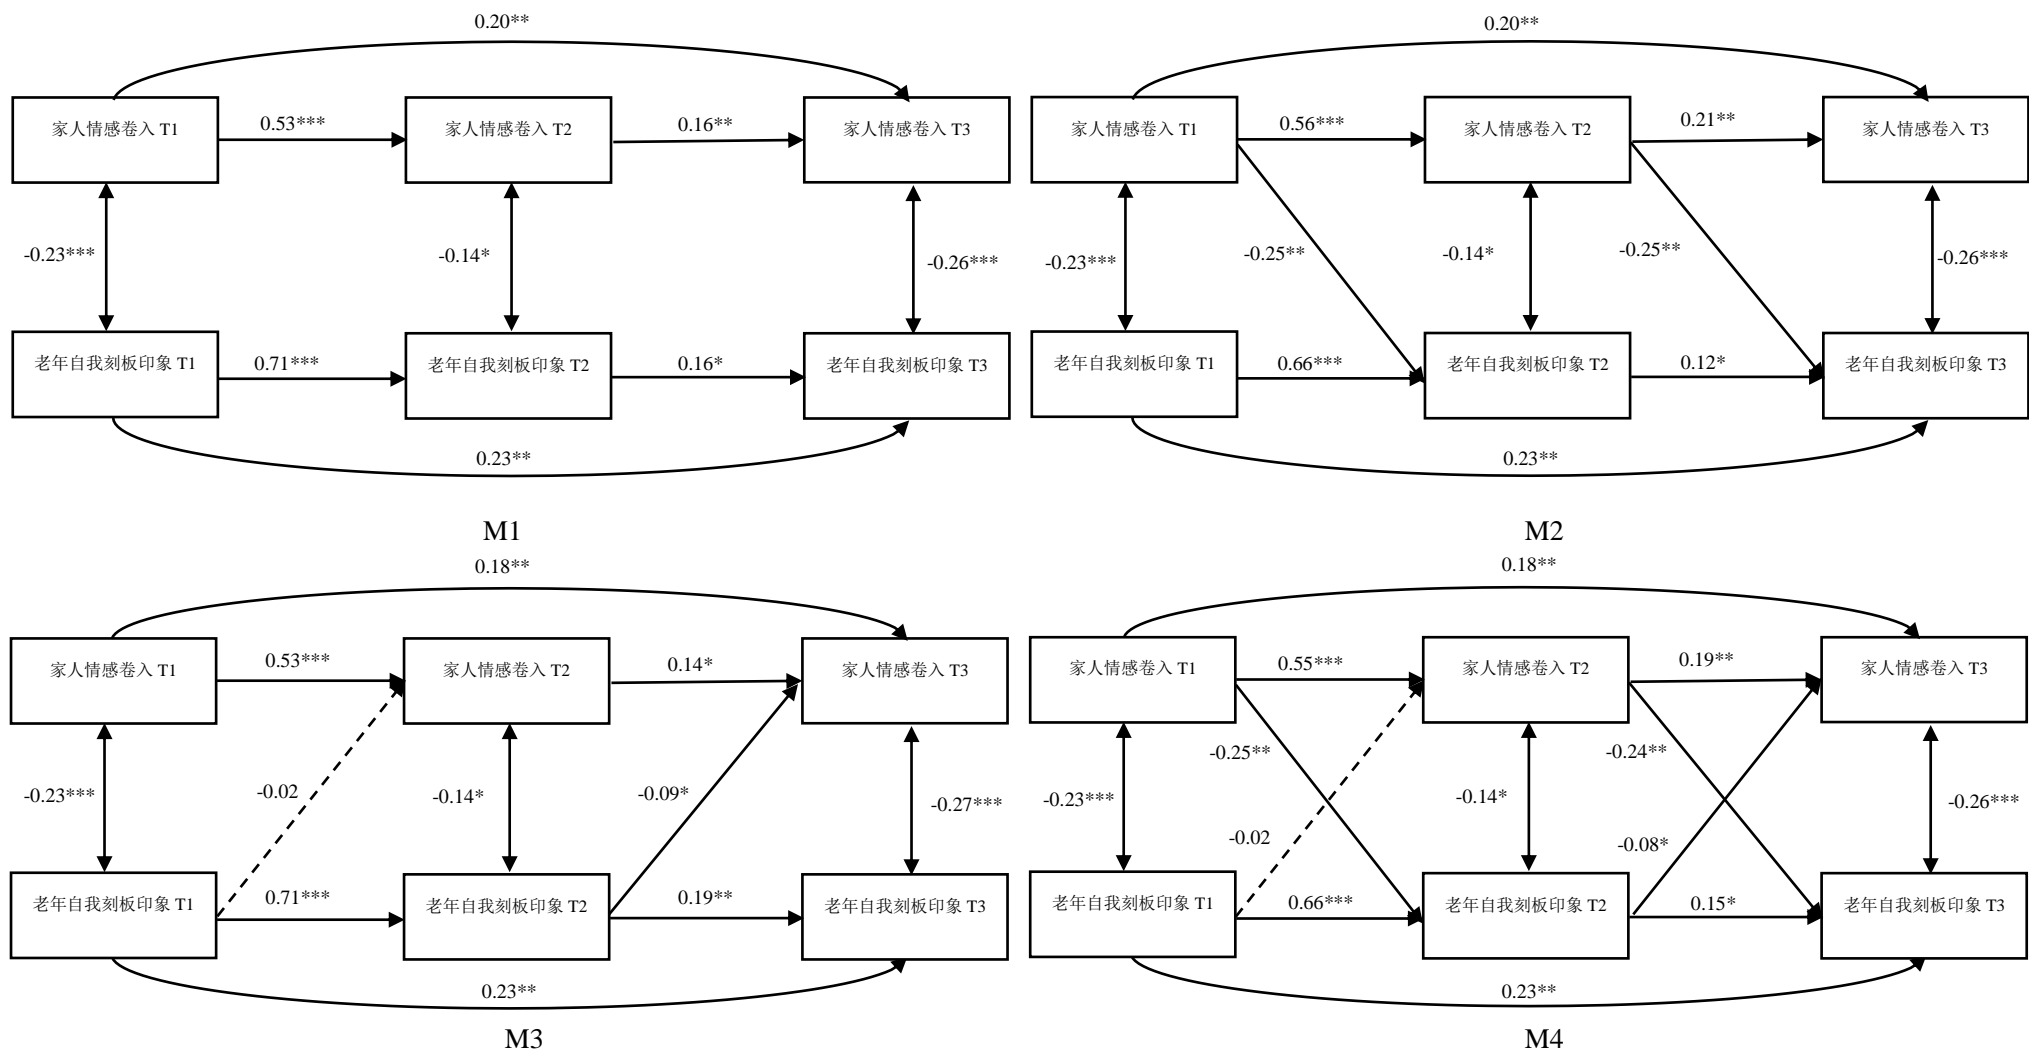 0.20**
家人情感卷入 T1
0.53***
家人情感卷入 T2
0.16**
家人情感卷入 T3
-0.23***
-0.14*
-0.26***
老年自我刻板印象 T1
0.71***
老年自我刻板印象 T2
0.16*
老年自我刻板印象 T3
0.23**
M1
0.20**
家人情感卷入 T1
0.56***
家人情感卷入 T2
0.21**
家人情感卷入 T3
-0.23***
-0.25**
-0.14*
-0.25**
-0.26***
老年自我刻板印象 T1
0.66***
老年自我刻板印象 T2
0.12*
老年自我刻板印象 T3
0.23**
M2
0.18**
家人情感卷入 T1
0.53***
家人情感卷入 T2
0.14*
家人情感卷入 T3
-0.23***
-0.02
-0.14*
-0.09*
-0.27***
老年自我刻板印象 T1
0.71***
老年自我刻板印象 T2
0.19**
老年自我刻板印象 T3
0.23**
M3
0.18**
家人情感卷入 T1
0.55***
家人情感卷入 T2
0.19**
家人情感卷入 T3
-0.25**
-0.24**
-0.23***
-0.14*
-0.26***
-0.02
-0.08*
老年自我刻板印象 T1
0.66***
老年自我刻板印象 T2
0.15*
老年自我刻板印象 T3
0.23**
M4